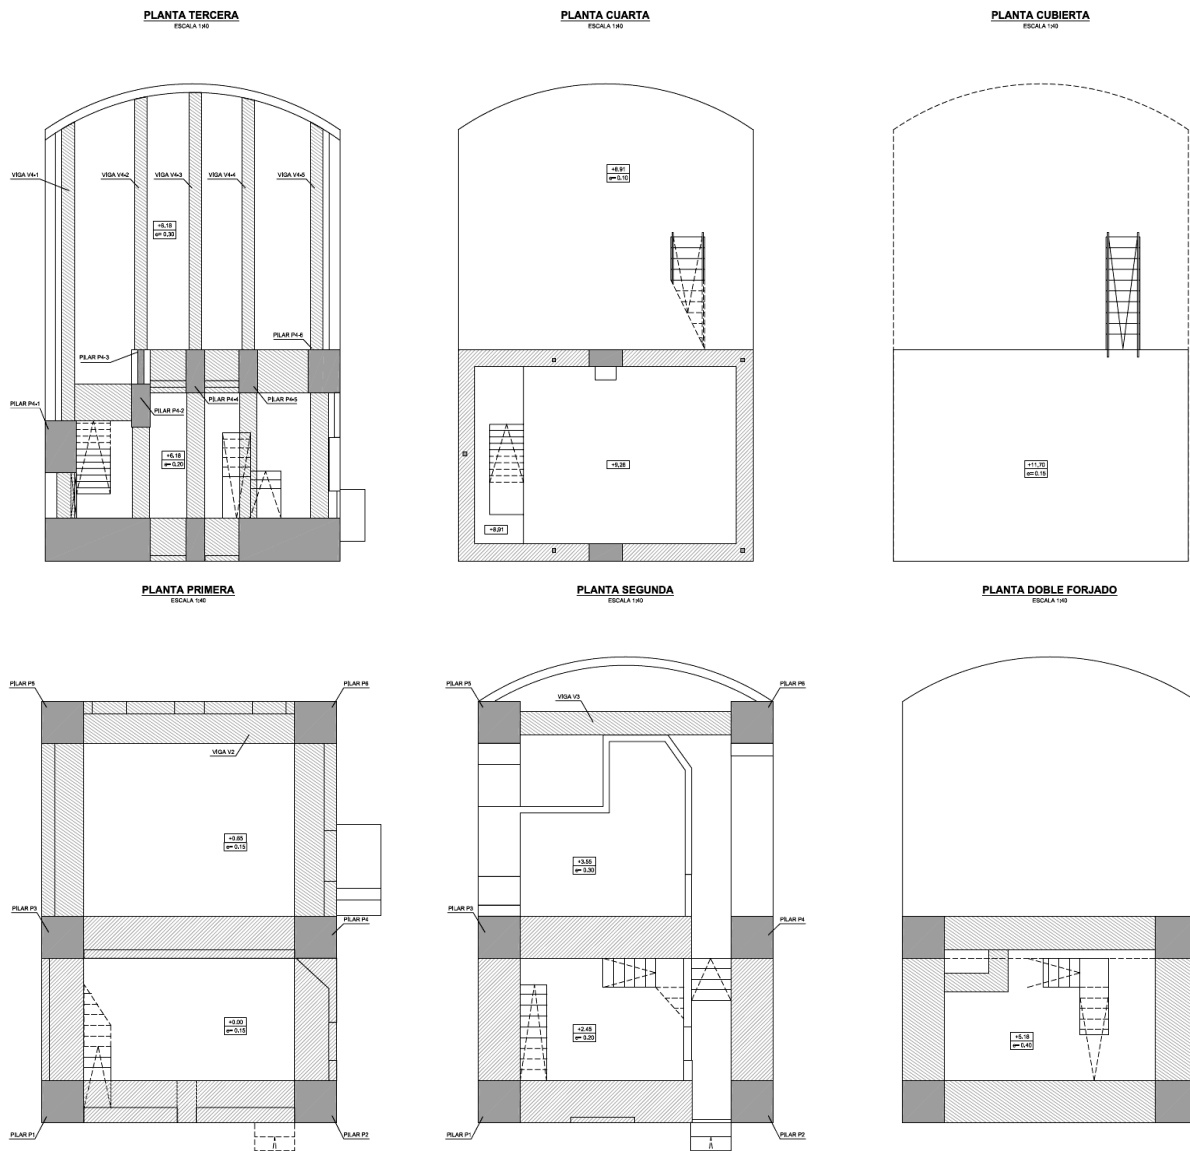 PLANTA TERCERA
ESCALA 1:40
PLANTA CUARTA
ESCALA 1:40
PLANTA CUBIERTA
ESCALA 1:40
VIGA V4-1
VIGA V4-2
VIGA V4-3
VIGA V4-4
VIGA V4-5
+6.18
e= 0,30
PILAR P4-6
PILAR P4-3
PILAR P4-1
PILAR P4-2
PILAR P4-4
PILAR P4-5
+6,18
e= 0,20
+8.91
e= 0.10
+9,26
+8,91
+11,70
e= 0.15
PLANTA PRIMERA
ESCALA 1:40
PLANTA SEGUNDA
ESCALA 1:40
PLANTA DOBLE FORJADO
ESCALA 1:40
PILAR P5
PILAR P6
VIGA V2
+0.65
e= 0,15
PILAR P3
PILAR P4
+0.00
e= 0,15
PILAR P1
PILAR P2
PILAR P5
PILAR P6
VIGA V3
+3.55
e= 0.30
PILAR P3
PILAR P4
+2.45
e= 0.20
PILAR P1
PILAR P2
+5.18
e= 0,40